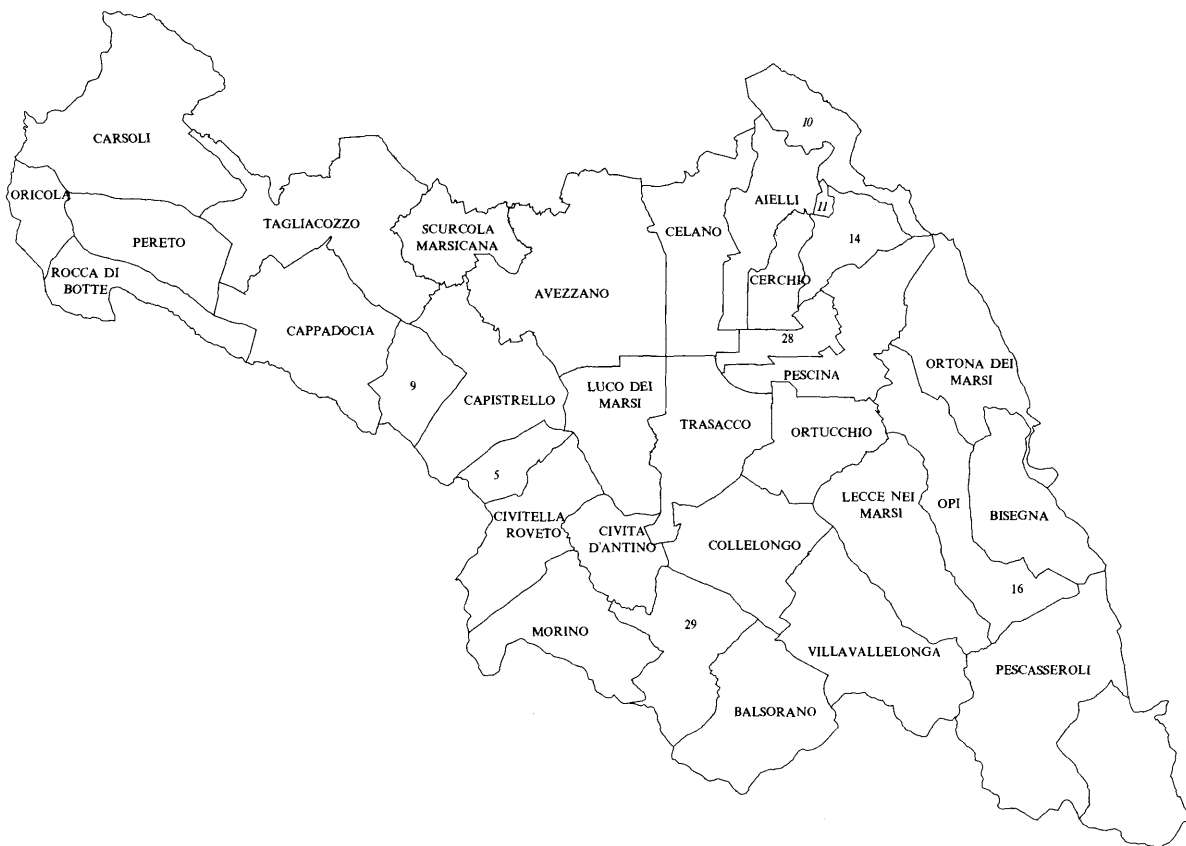 10
CARSOLI
ORICOLA
AIELLI
11
TAGLIACOZZO
SCURCOLA
MARSICANA
CELANO
PERETO
14
ROCCA DI
BOTTE
CERCHIO
AVEZZANO
CAPPADOCIA
28
ORTONA DEI
MARSI
PESCINA
9
LUCO DEI
MARSI
CAPISTRELLO
TRASACCO
ORTUCCHIO
5
LECCE NEI
MARSI
OPI
BISEGNA
CIVITELLA
ROVETO
CIVITA
D'ANTINO
COLLELONGO
16
29
MORINO
VILLAVALLELONGA
PESCASSEROLI
BALSORANO